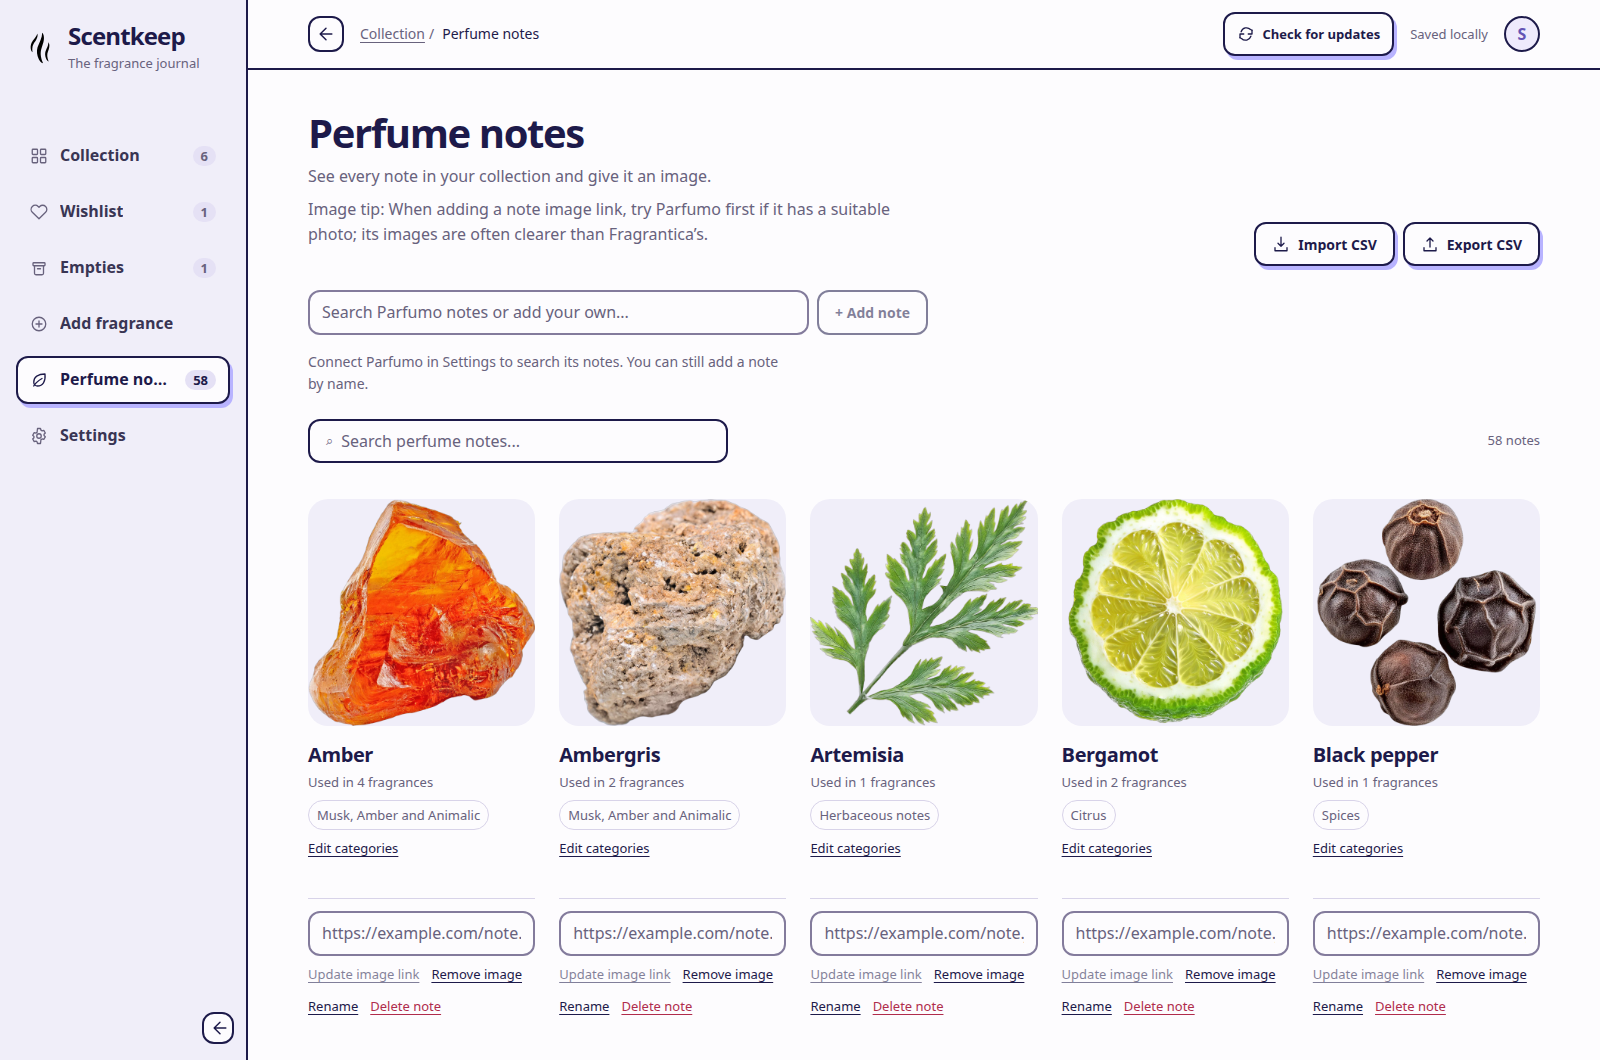 Scentkeep
The fragrance journal
Collection 6
Wishlist 1
Empties 1
Add fragrance
Perfume no... 58
Settings
Collection / Perfume notes
Check for updates
Saved locally
S
Perfume notes
See every note in your collection and give it an image.
Image tip: When adding a note image link, try Parfumo first if it has a suitable
photo; its images are often clearer than Fragrantica's.
Import CSV
Export CSV
Search Parfumo notes or add your own...
+ Add note
Connect Parfumo in Settings to search its notes. You can still add a note
by name.
Search perfume notes...
58 notes
Amber
Used in 4 fragrances
Musk, Amber and Animalic
Edit categories
https://example.com/note.
Update image link Remove image
Rename Delete note
Ambergris
Used in 2 fragrances
Musk, Amber and Animalic
Edit categories
https://example.com/note.
Update image link Remove image
Rename Delete note
Artemisia
Used in 1 fragrances
Herbaceous notes
Edit categories
https://example.com/note.
Update image link Remove image
Rename Delete note
Bergamot
Used in 2 fragrances
Citrus
Edit categories
https://example.com/note.
Update image link Remove image
Rename Delete note
Black pepper
Used in 1 fragrances
Spices
Edit categories
https://example.com/note.
Update image link Remove image
Rename Delete note